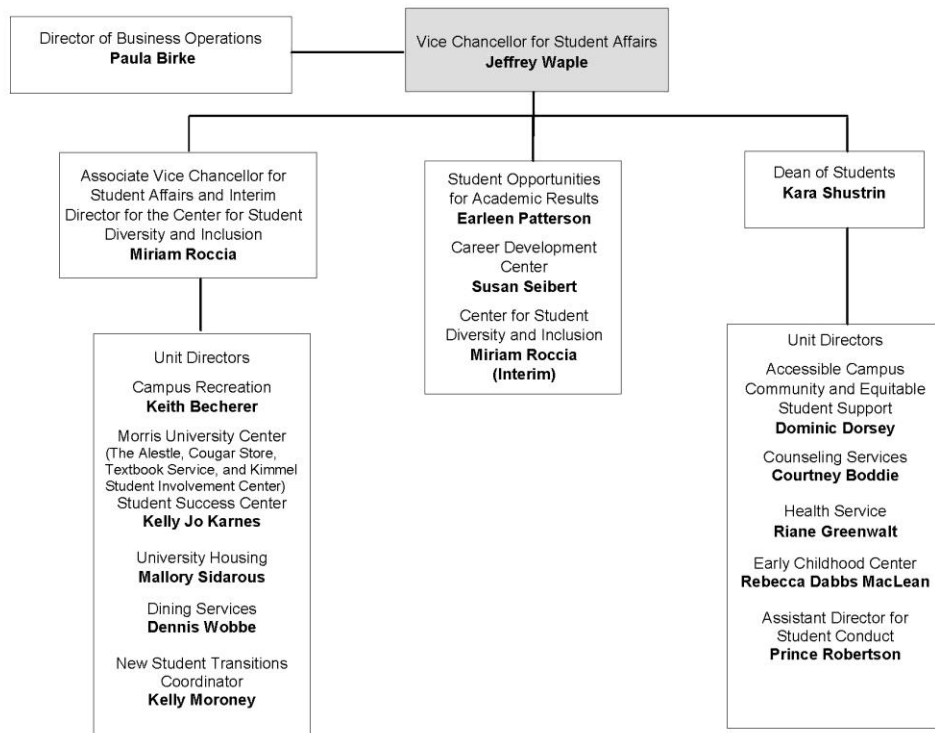 Director of Business Operations
Paula Birke
Vice Chancellor for Student Affairs
Jeffrey Waple
Associate Vice Chancellor for
Student Affairs and Interim
Director for the Center for Student
Diversity and Inclusion
Miriam Roccia
Student Opportunities
for Academic Results
Earleen Patterson
Career Development
Center
Susan Seibert
Center for Student
Diversity and Inclusion
Miriam Roccia
(Interim)
Dean of Students
Kara Shustrin
Unit Directors
Campus Recreation
Keith Becherer
Morris University Center
(The Alestle, Cougar Store,
Textbook Service, and Kimmel
Student Involvement Center)
Student Success Center
Kelly Jo Karnes
University Housing
Mallory Sidarous
Dining Services
Dennis Wobbe
New Student Transitions
Coordinator
Kelly Moroney
Unit Directors
Accessible Campus
Community and Equitable
Student Support
Dominic Dorsey
Counseling Services
Courtney Boddie
Health Service
Riane Greenwalt
Early Childhood Center
Rebecca Dabbs MacLean
Assistant Director for
Student Conduct
Prince Robertson